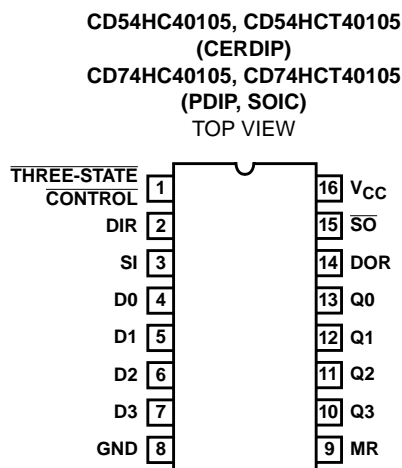 CD54HC40105, CD54HCT40105
(CERDIP)
CD74HC40105, CD74HCT40105
(PDIP, SOIC)
TOP VIEW
THREE-STATE
CONTROL 1 16 VCC
DIR 2 15 SO
SI 3 14 DOR
D0 4 13 Q0
D1 5 12 Q1
D2 6 11 Q2
D3 7 10 Q3
GND 8 9 MR